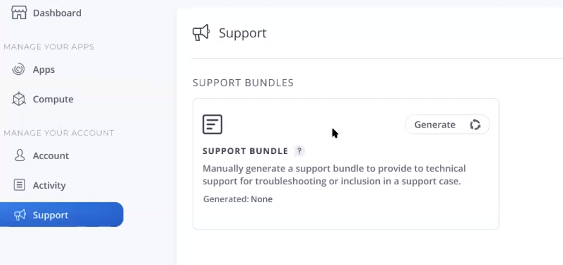 Dashboard
MANAGE YOUR APPS
Apps
Compute
MANAGE YOUR ACCOUNT
Account
Activity
Support
Support
SUPPORT BUNDLES
Generate
SUPPORT BUNDLE ?
Manually generate a support bundle to provide to technical
support for troubleshooting or inclusion in a support case.
Generated: None